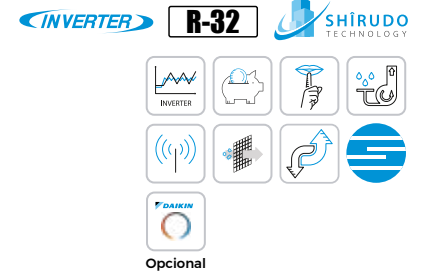 INVERTER
R-32
SHÎRUDO
TECHNOLOGY
INVERTER
DAIKIN
Opcional